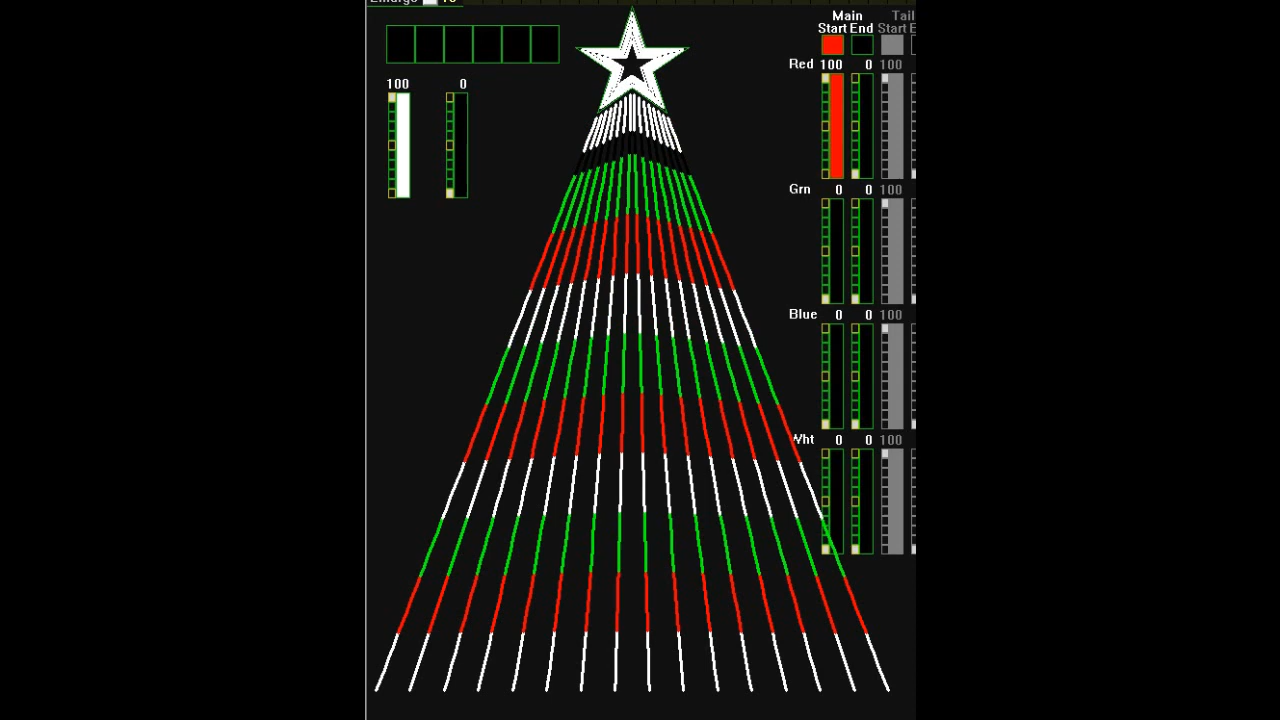 Main Tail
Start End Start E
100 0
Red 100 0 100
Grn 0 0 100
Blue 0 0 100
Wht 0 0 100